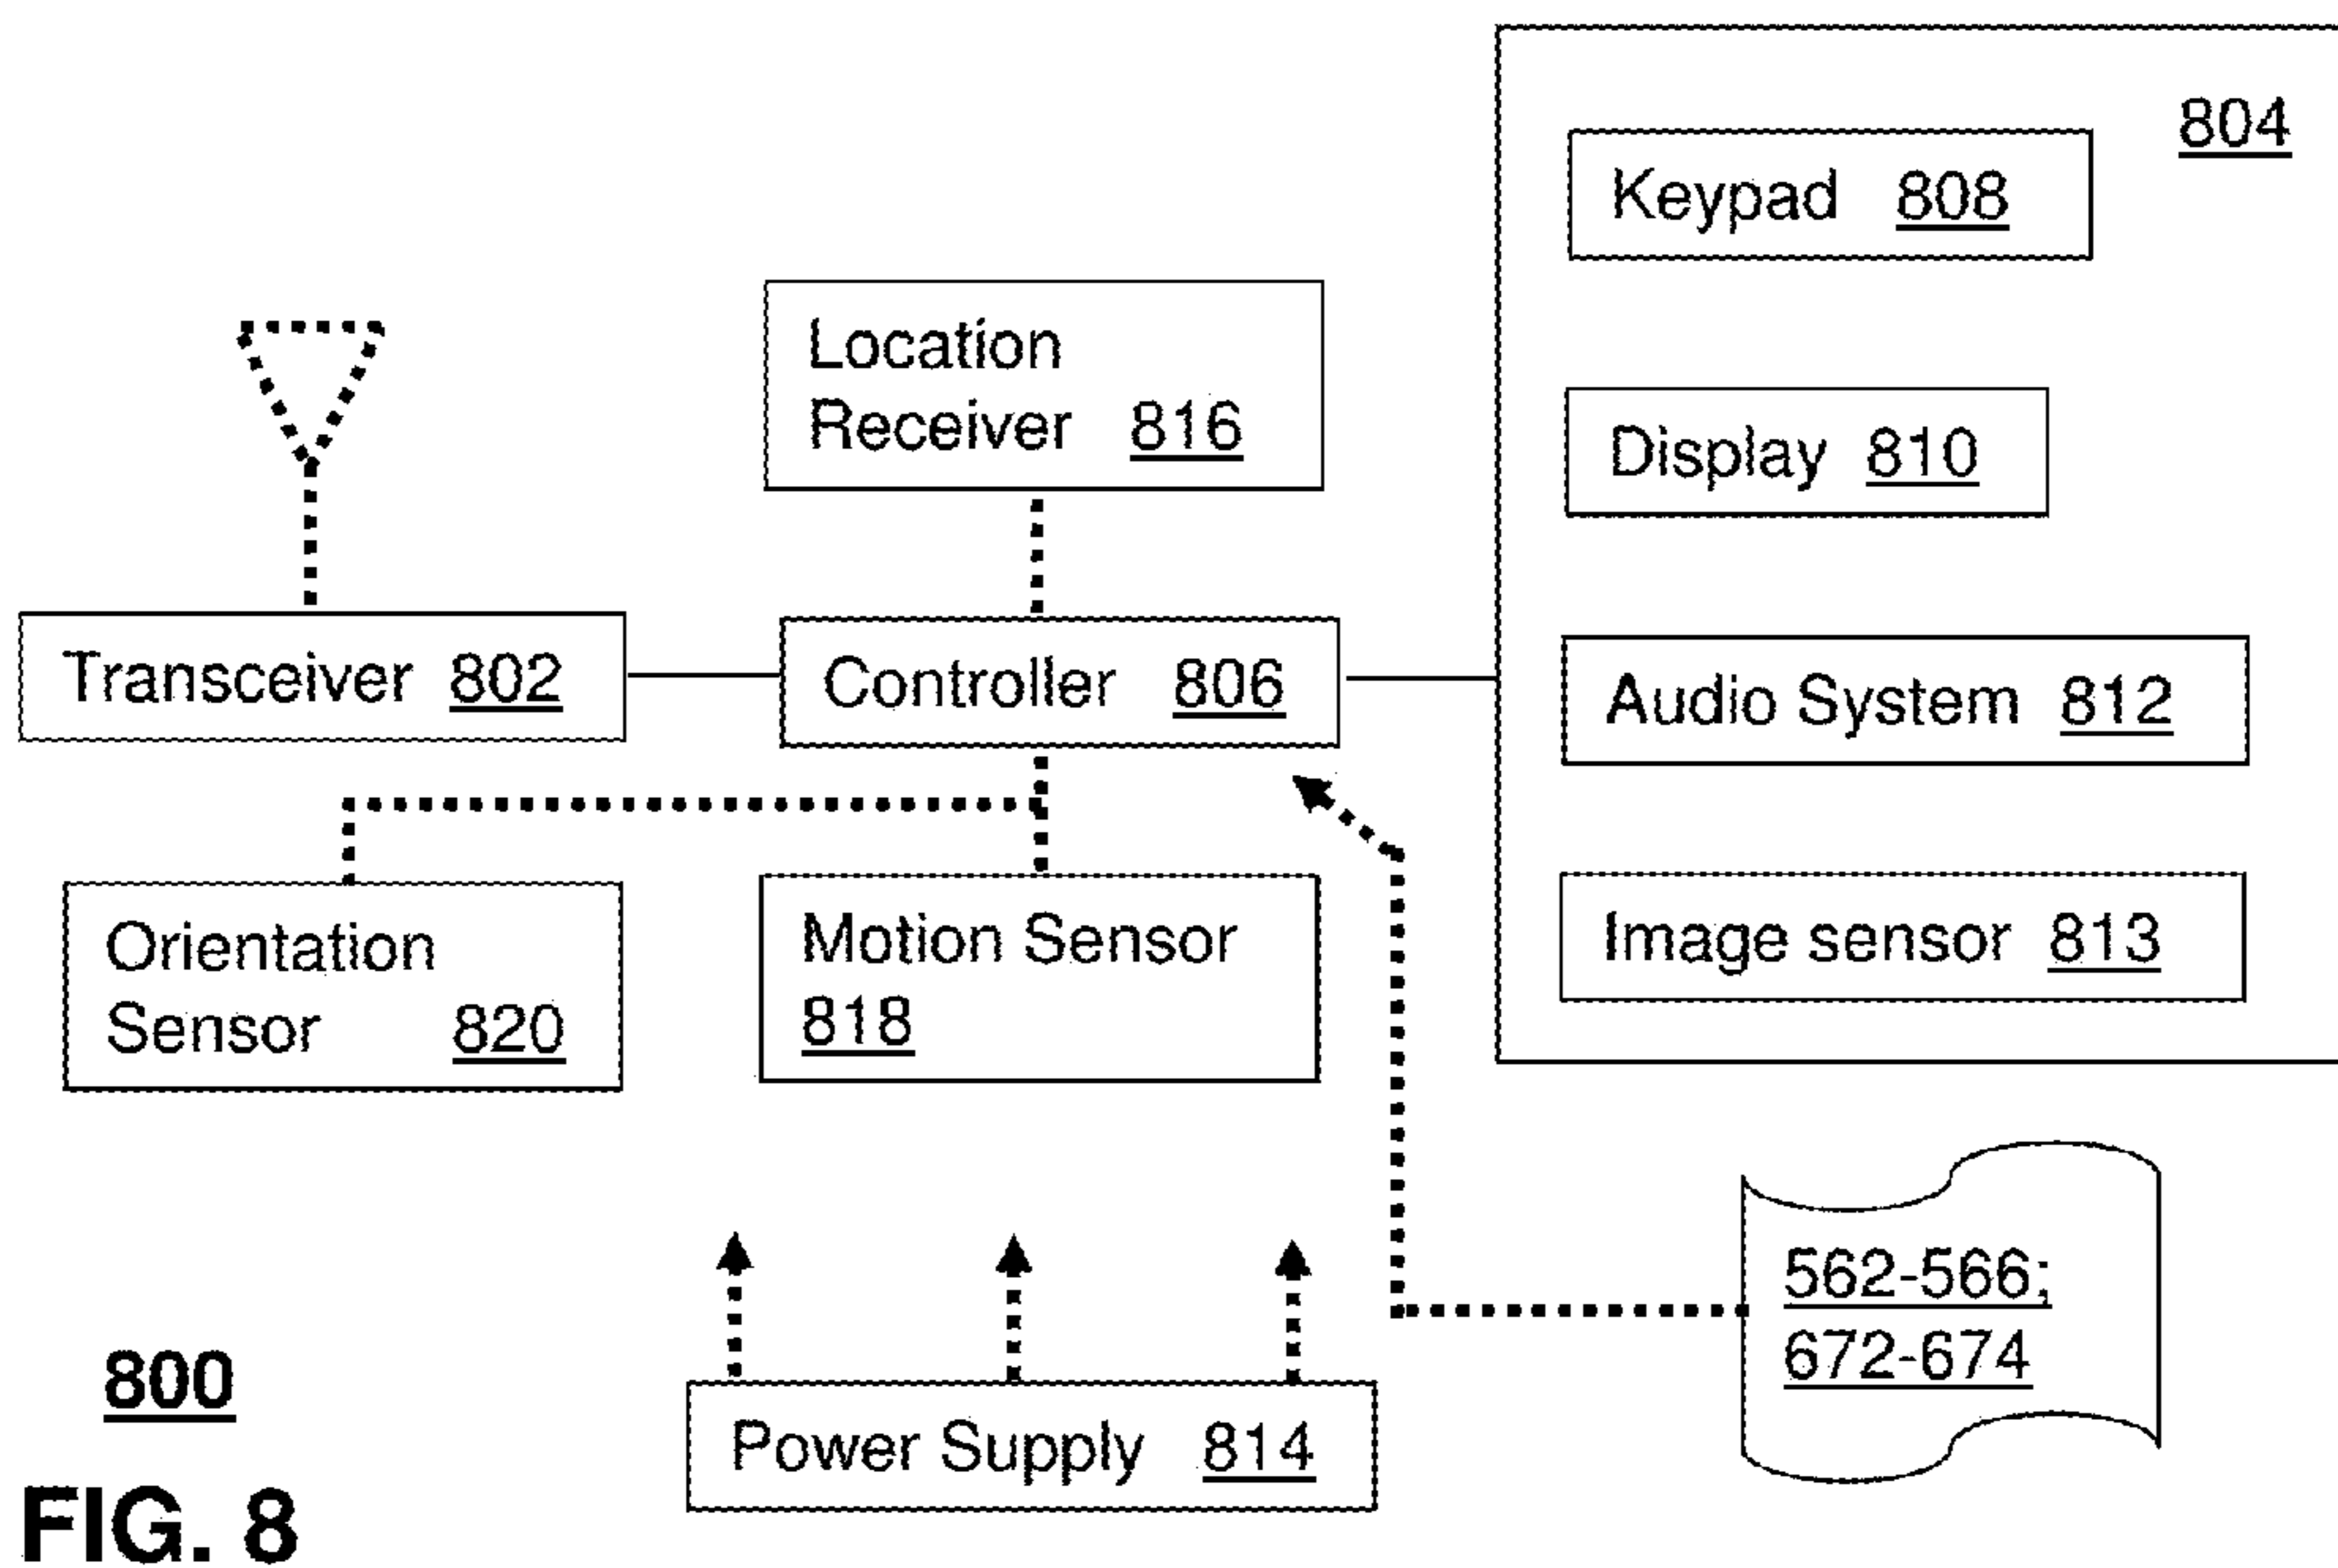 804
Keypad 808
Location
Receiver 816
Display 810
Transceiver 802
Controller 806
Audio System 812
Orientation
Sensor 820
Motion Sensor
818
Image sensor 813
562-566;
672-674
800
Power Supply 814
FIG. 8